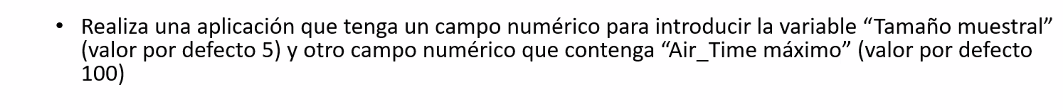 • Realiza una aplicación que tenga un campo numérico para introducir la variable “Tamaño muestral”
(valor por defecto 5) y otro campo numérico que contenga “Air_Time máximo” (valor por defecto
100)